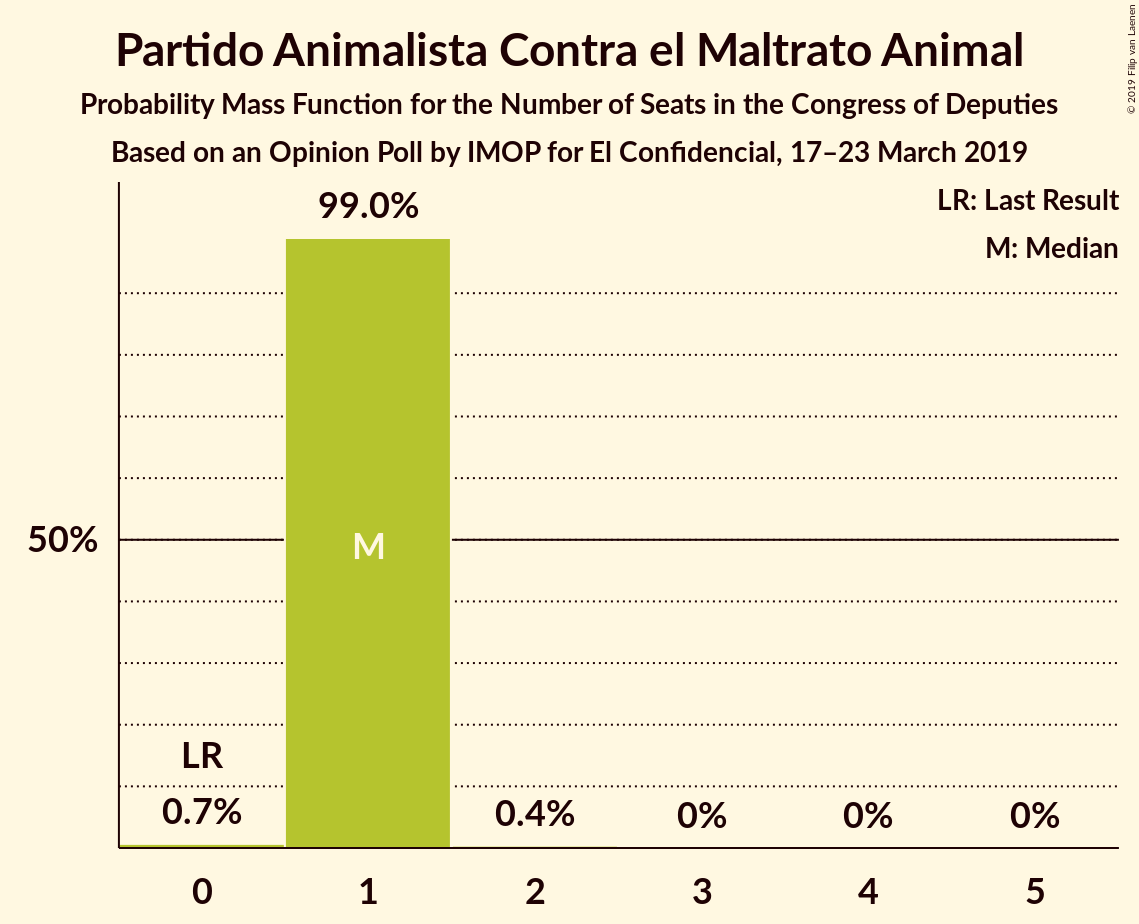 Partido Animalista Contra el Maltrato Animal
Probability Mass Function for the Number of Seats in the Congress of Deputies
Based on an Opinion Poll by IMOP for El Confidencial, 17–23 March 2019
© 2019 Filip van Laenen
LR: Last Result
M: Median
99.0%
50%
M
LR
0.7%
0.4%
0%
0%
0%
0
1
2
3
4
5